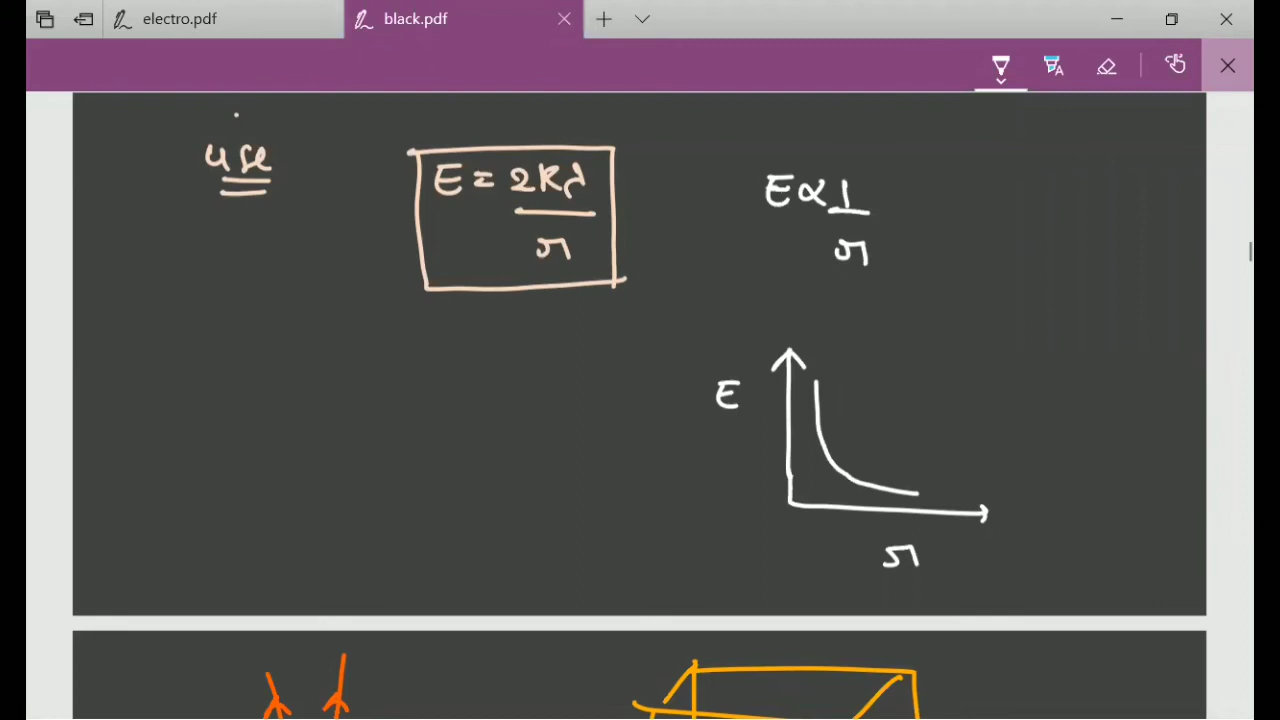 electro.pdf
black.pdf
use
E = 2Kλ
r
E ∝ 1
r
E
r